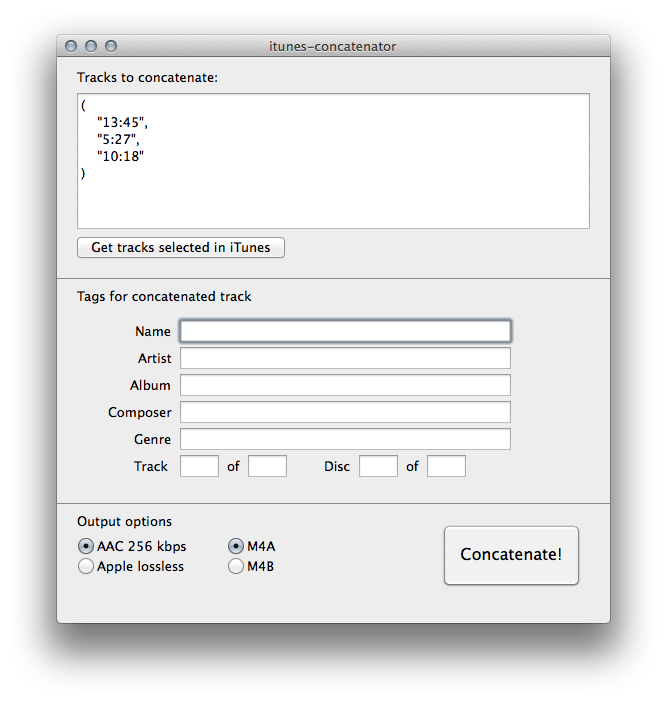 itunes-concatenator
Tracks to concatenate:
(
"13:45",
"5:27",
"10:18"
)
Get tracks selected in iTunes
Tags for concatenated track
Name
Artist
Album
Composer
Genre
Track of Disc of
Output options
AAC 256 kbps M4A
Apple lossless M4B
Concatenate!